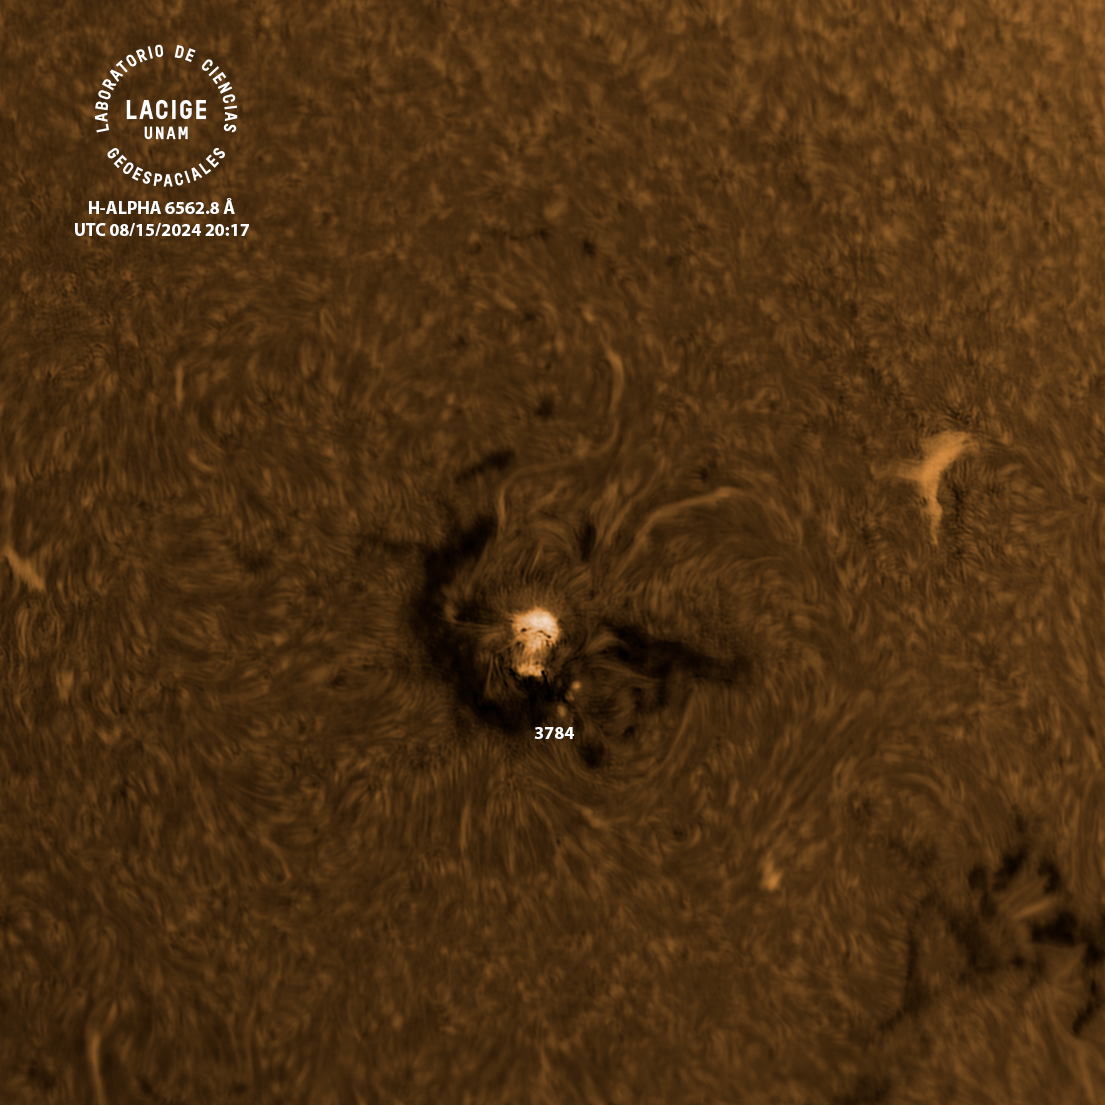 LABORATORIO DE CIENCIAS
LACIGE
UNAM
GEOESPACIALES
H-ALPHA 6562.8 Å
UTC 08/15/2024 20:17
3784